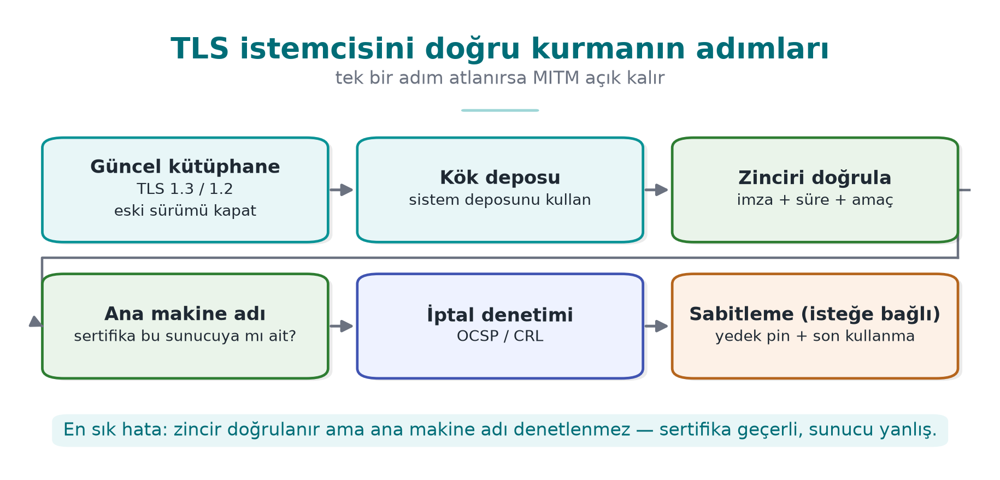 TLS istemcisini doğru kurmanın adımları
tek bir adım atlanırsa MITM açık kalır
Güncel kütüphane
TLS 1.3 / 1.2
eski sürümü kapat
Kök deposu
sistem deposunu kullan
Zinciri doğrula
imza + süre + amaç
Ana makine adı
sertifika bu sunucuya mı ait?
İptal denetimi
OCSP / CRL
Sabitleme (isteğe bağlı)
yedek pin + son kullanma
En sık hata: zincir doğrulanır ama ana makine adı denetlenmez — sertifika geçerli, sunucu yanlış.